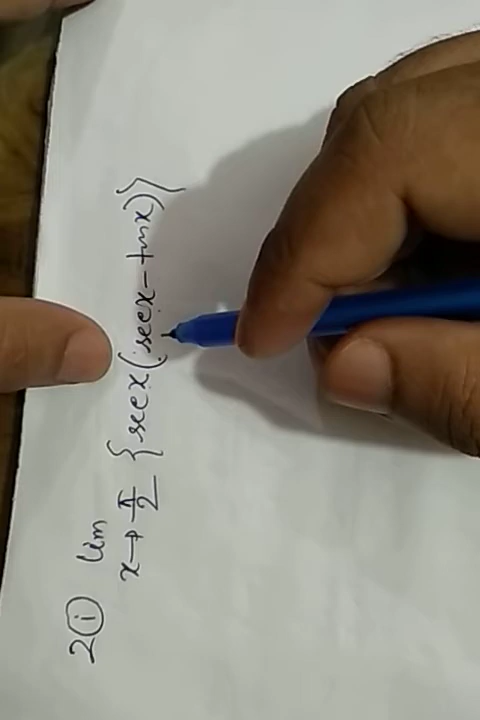 2 (i) lim x→π/2 {secx(secx-tanx)}